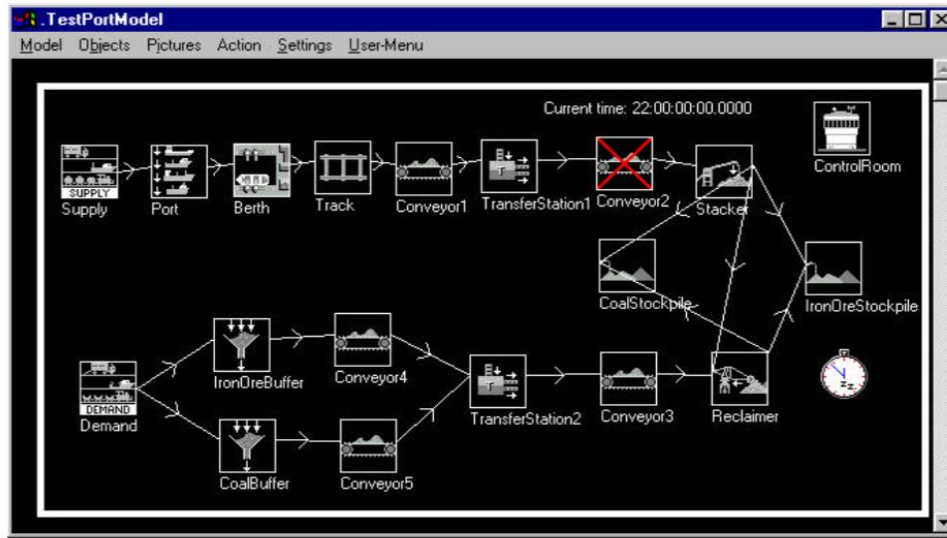 .TestPortModel
Model Objects Pictures Action Settings User-Menu
Current time: 22:00:00:00.0000
ControlRoom
SUPPLY
Supply Port Berth Track Conveyor1 TransferStation1 Conveyor2 Stacker
CoalStockpile IronOreStockpile
IronOreBuffer Conveyor4
DEMAND
Demand
T
TransferStation2 Conveyor3 Reclaimer
zz
CoalBuffer Conveyor5